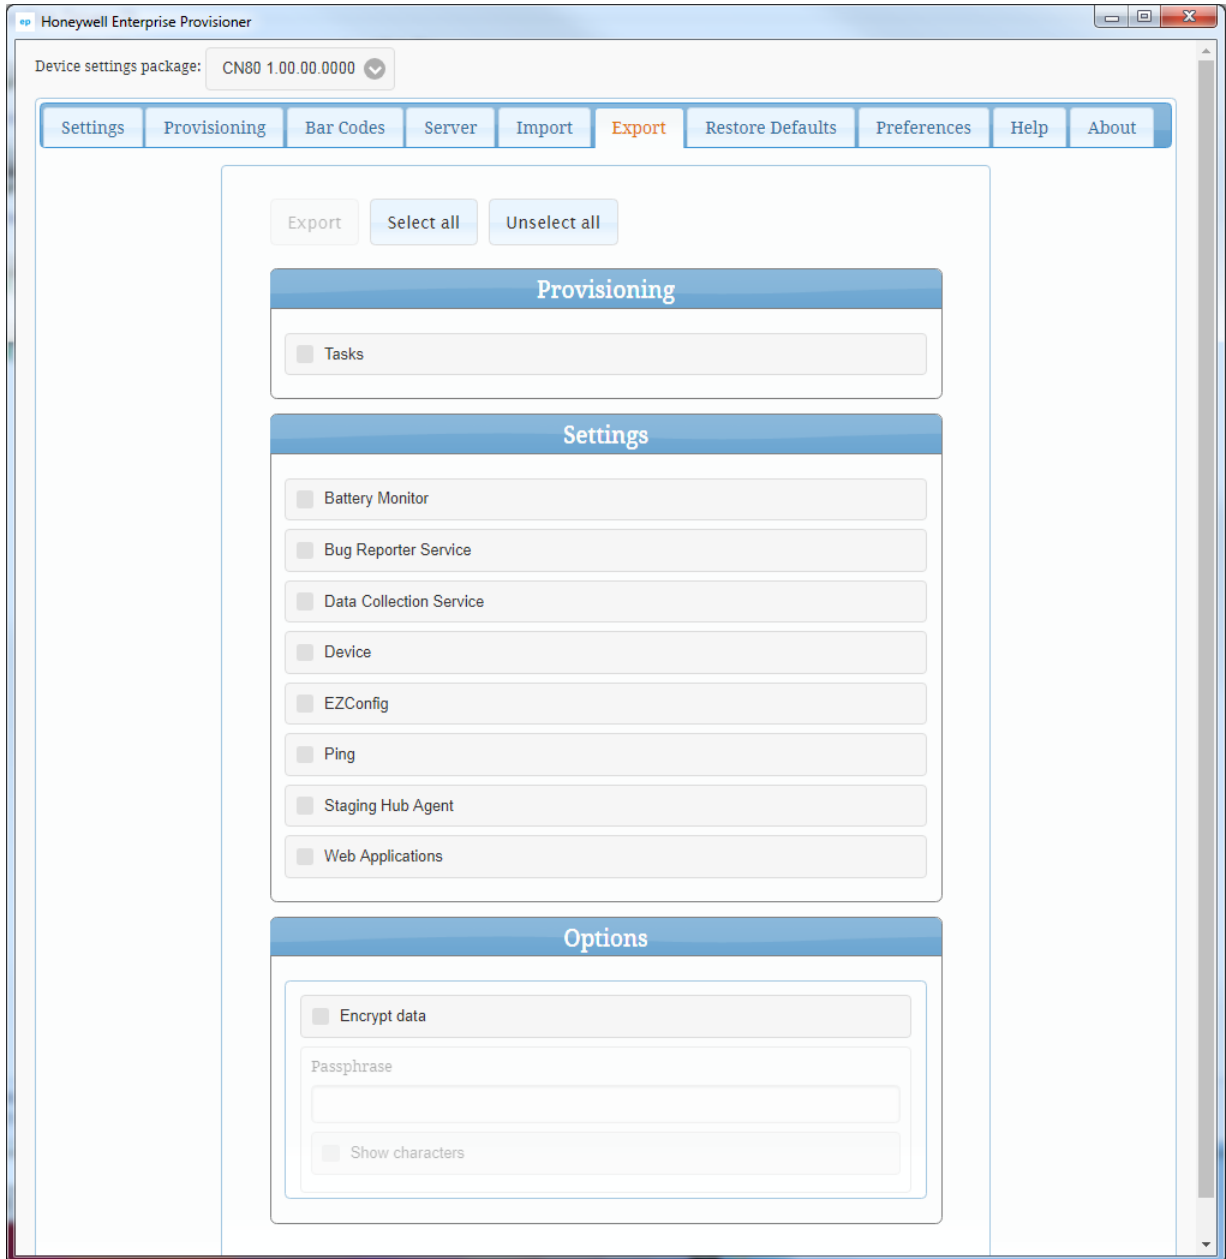 ep Honeywell Enterprise Provisioner
Device settings package: CN80 1.00.00.0000
Settings Provisioning Bar Codes Server Import Export Restore Defaults Preferences Help About
Export Select all Unselect all
Provisioning
Tasks
Settings
Battery Monitor
Bug Reporter Service
Data Collection Service
Device
EZConfig
Ping
Staging Hub Agent
Web Applications
Options
Encrypt data
Passphrase
Show characters